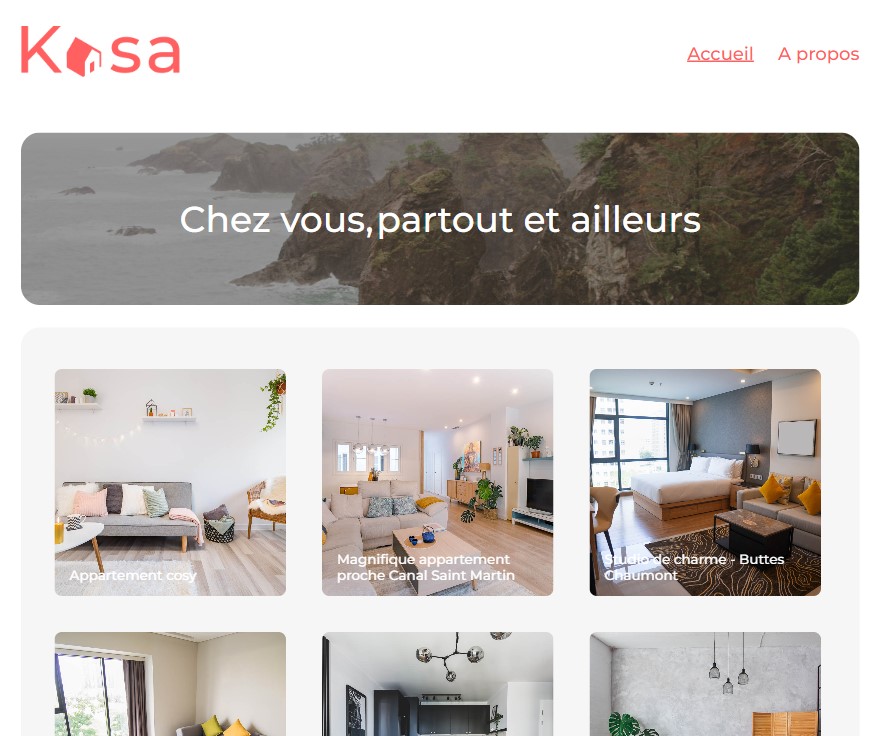 Kasa
Accueil
A propos
Chez vous,partout et ailleurs
Appartement cosy
Magnifique appartement
proche Canal Saint Martin
Studio de charme - Buttes
Chaumont